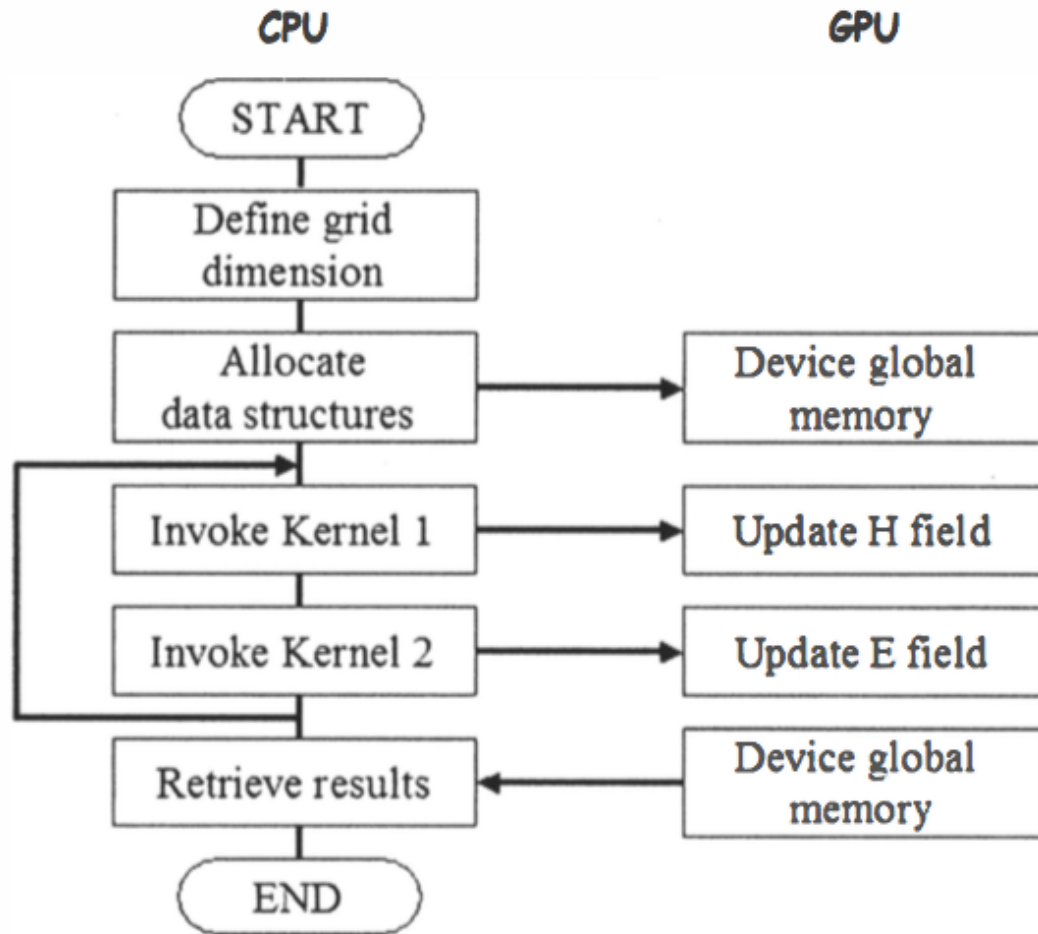 CPU
GPU
START
Define grid
dimension
Allocate
data structures
Device global
memory
Invoke Kernel 1
Update H field
Invoke Kernel 2
Update E field
Retrieve results
Device global
memory
END